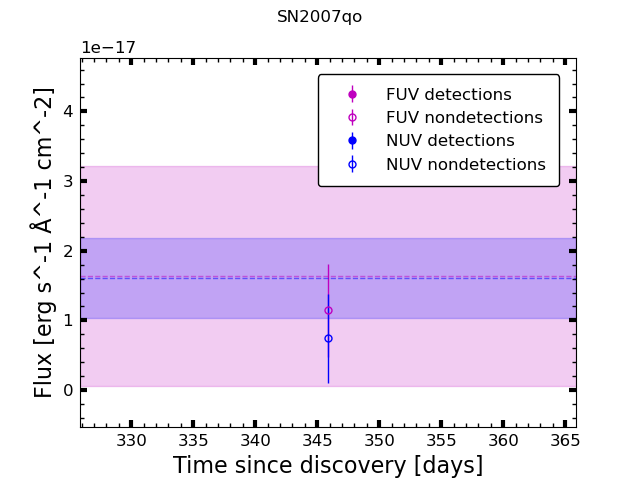 SN2007qo
1e−17
FUV detections
FUV nondetections
NUV detections
NUV nondetections
Flux [erg s^-1 Å^-1 cm^-2]
4
3
2
1
0
330 335 340 345 350 355 360 365
Time since discovery [days]